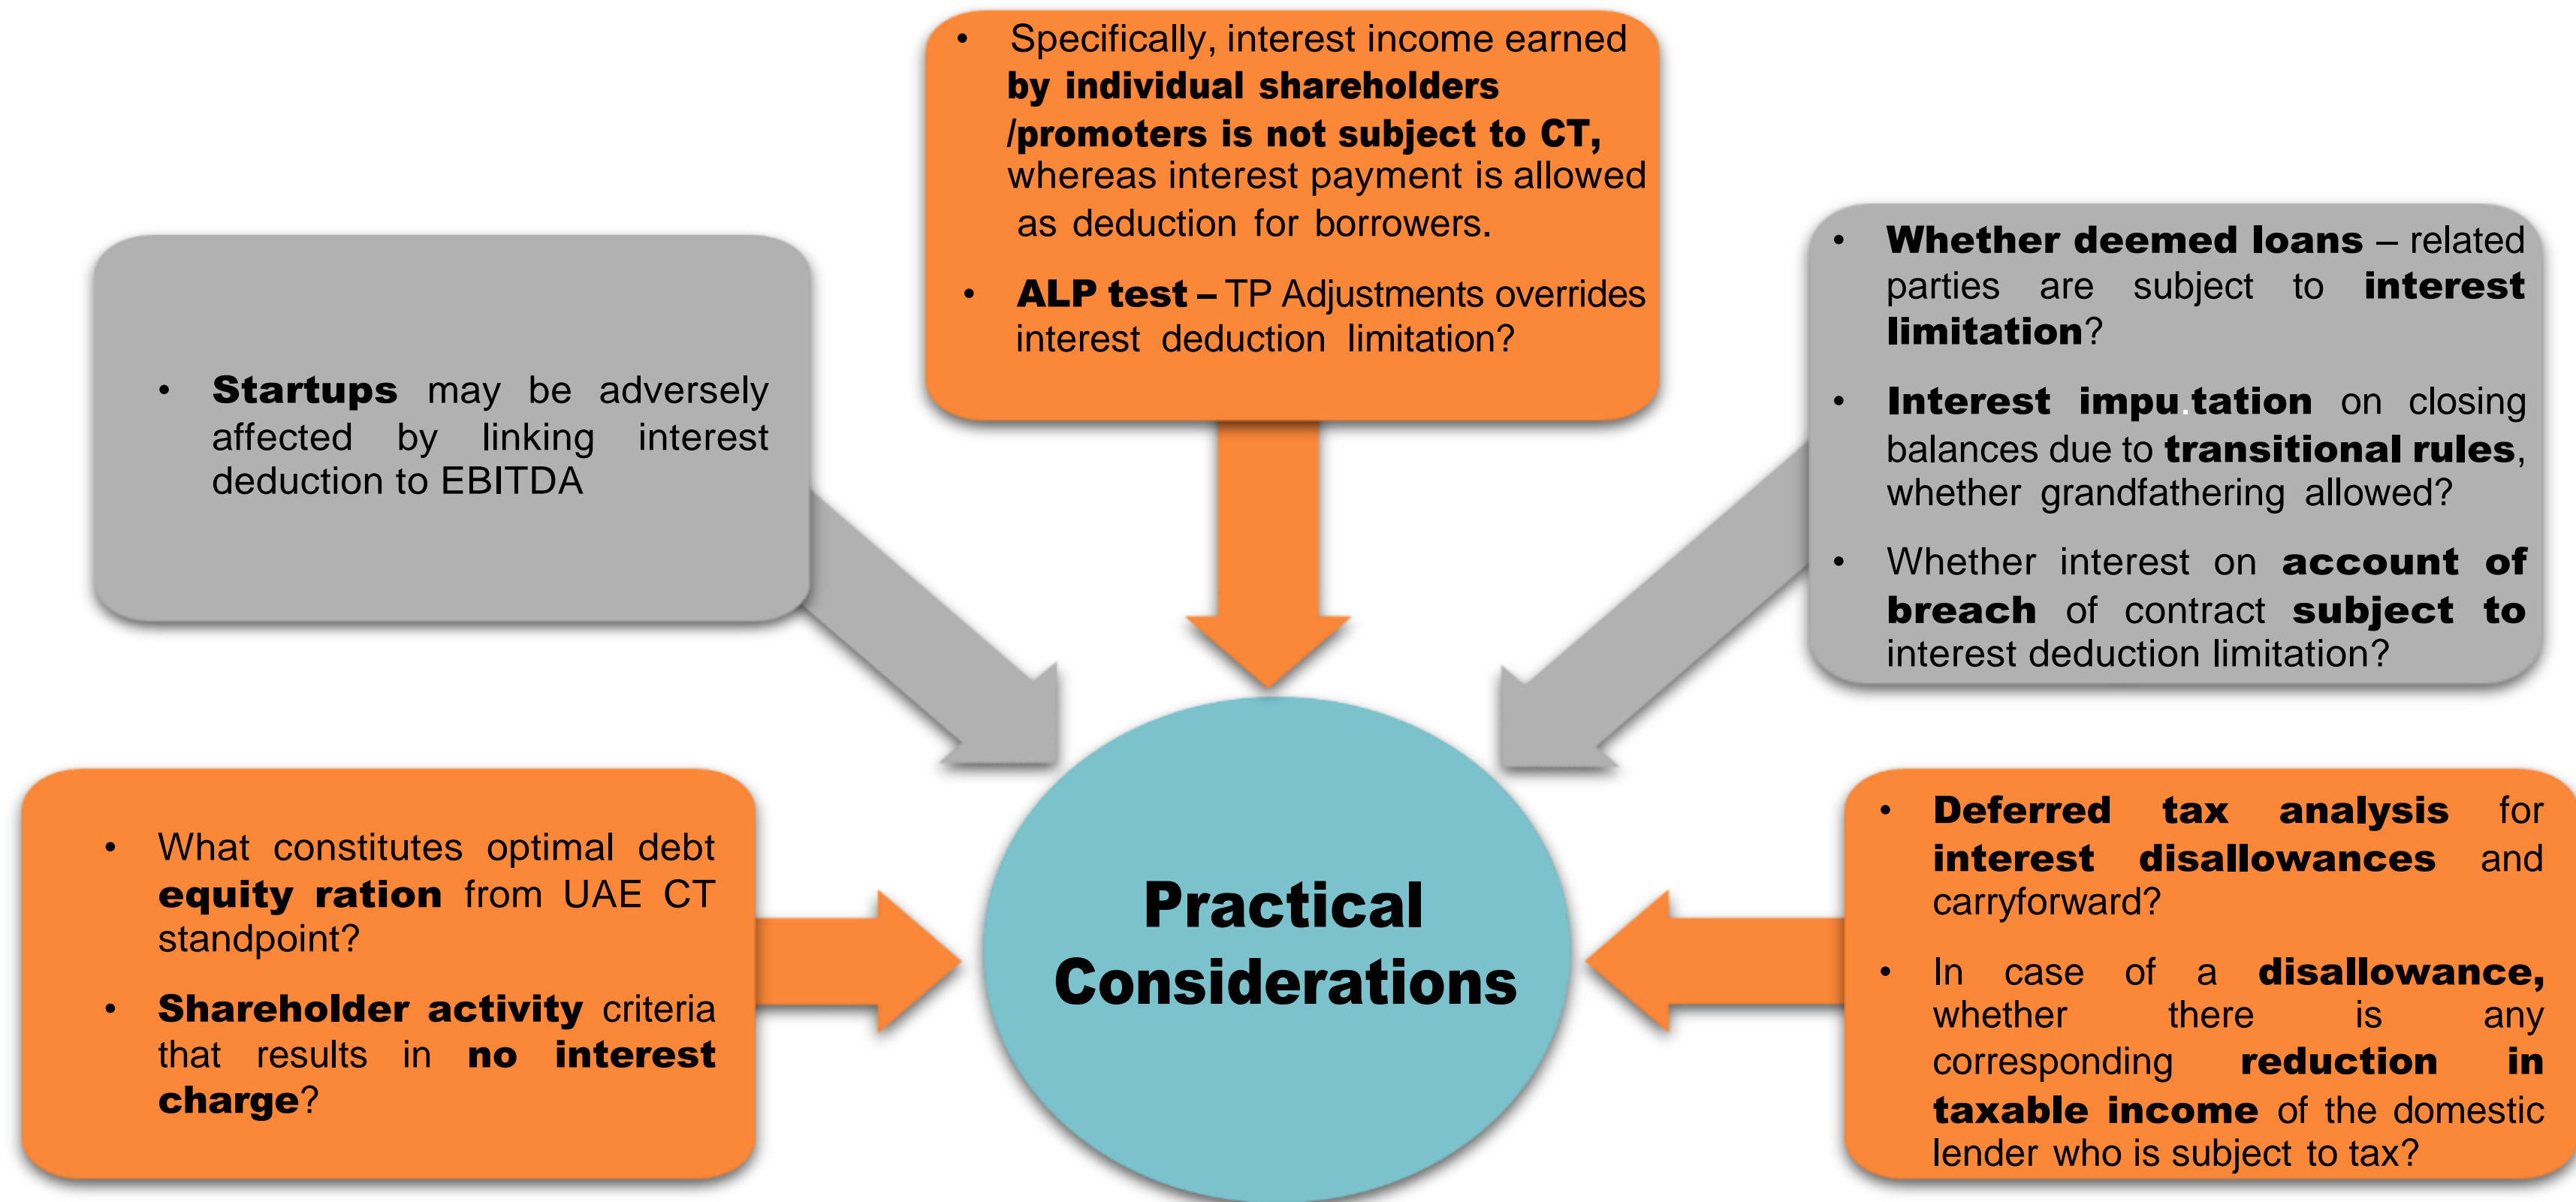 • Specifically, interest income earned
by individual shareholders
/promoters is not subject to CT,
whereas interest payment is allowed
as deduction for borrowers.
• ALP test – TP Adjustments overrides
interest deduction limitation?
• Startups may be adversely
affected by linking interest
deduction to EBITDA
• Whether deemed loans – related
parties are subject to interest
limitation?
• Interest impu.tation on closing
balances due to transitional rules,
whether grandfathering allowed?
• Whether interest on account of
breach of contract subject to
interest deduction limitation?
• What constitutes optimal debt
equity ration from UAE CT
standpoint?
• Shareholder activity criteria
that results in no interest
charge?
Practical
Considerations
• Deferred tax analysis for
interest disallowances and
carryforward?
• In case of a disallowance,
whether there is any
corresponding reduction in
taxable income of the domestic
lender who is subject to tax?